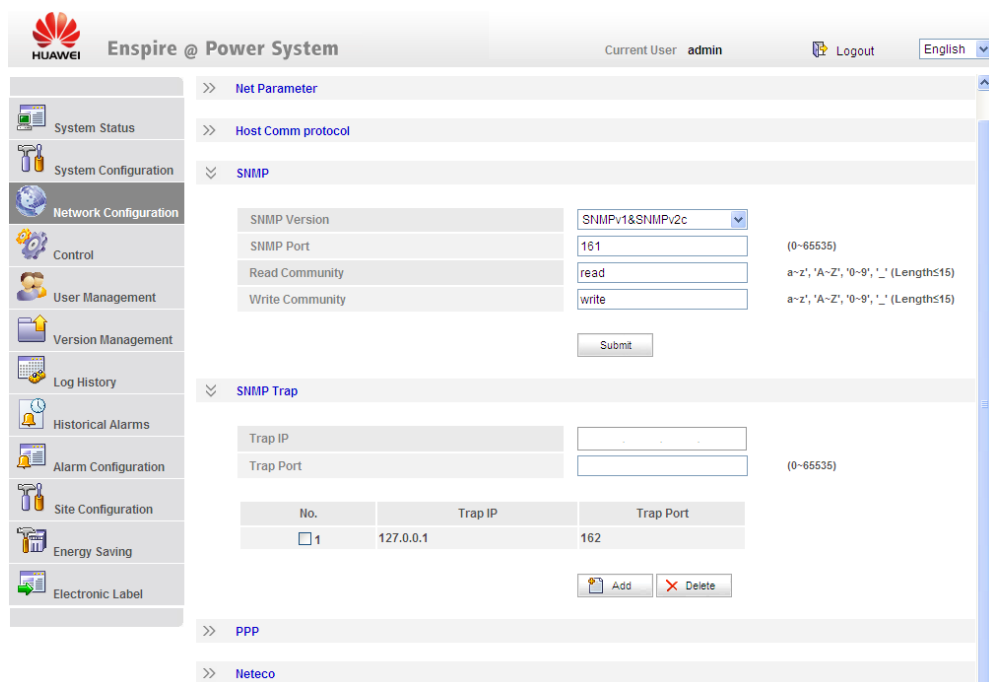 HUAWEI
Enspire @ Power System
Current User admin
Logout
English
System Status
System Configuration
Network Configuration
Control
User Management
Version Management
Log History
Historical Alarms
Alarm Configuration
Site Configuration
Energy Saving
Electronic Label
Net Parameter
Host Comm protocol
SNMP
SNMP Version SNMPv1&SNMPv2c
SNMP Port 161 (0~65535)
Read Community read a~z', 'A~Z', '0~9', '_' (Length≤15)
Write Community write a~z', 'A~Z', '0~9', '_' (Length≤15)
Submit
SNMP Trap
Trap IP . . .
Trap Port (0~65535)
No. Trap IP Trap Port
1 127.0.0.1 162
Add Delete
PPP
Neteco